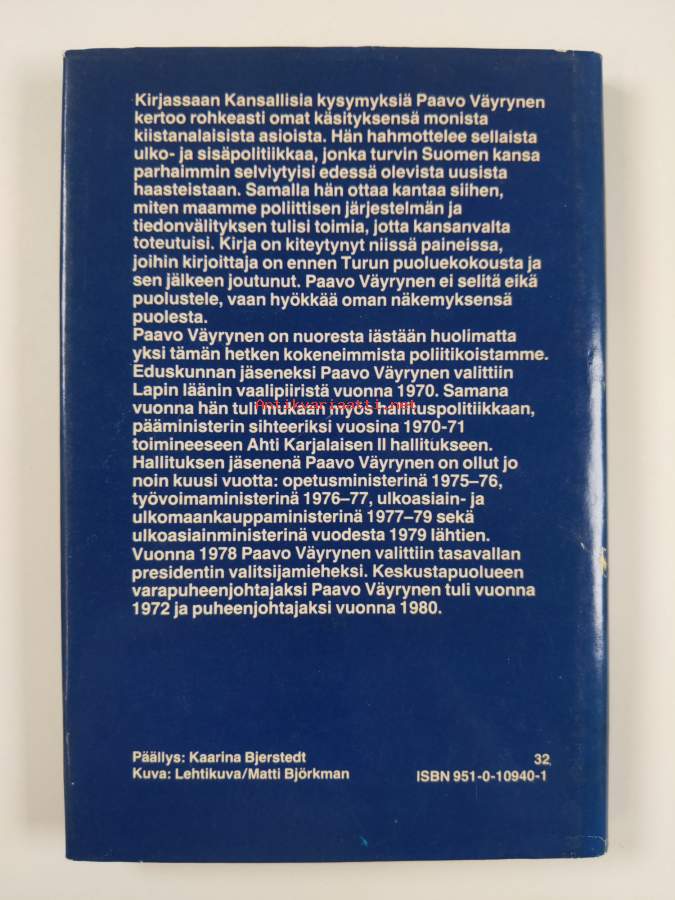 Kirjassaan Kansallisia kysymyksiä Paavo Väyrynen
kertoo rohkeasti omat käsityksensä monista
kiistanalaisista asioista. Hän hahmottelee sellaista
ulko- ja sisäpolitiikkaa, jonka turvin Suomen kansa
parhaimmin selviytyisi edessä olevista uusista
haasteistaan. Samalla hän ottaa kantaa siihen,
miten maamme poliittisen järjestelmän ja
tiedonvälityksen tulisi toimia, jotta kansanvalta
toteutuisi. Kirja on kiteytynyt niissä paineissa,
joihin kirjoittaja on ennen Turun puoluekokousta ja
sen jälkeen joutunut. Paavo Väyrynen ei selitä eikä
puolustele, vaan hyökkää oman näkemyksensä
puolesta.
Paavo Väyrynen on nuoresta iästään huolimatta
yksi tämän hetken kokeneimmista poliitikoistamme.
Eduskunnan jäseneksi Paavo Väyrynen valittiin
Lapin läänin vaalipiiristä vuonna 1970. Samana
Antikvariaatti.net
vuonna hän tuli mukaan myös hallituspolitiikkaan,
pääministerin sihteeriksi vuosina 1970-71
toimineeseen Ahti Karjalaisen II hallitukseen.
Hallituksen jäsenenä Paavo Väyrynen on ollut jo
noin kuusi vuotta: opetusministerinä 1975–76,
työvoimaministerinä 1976–77, ulkoasiain- ja
ulkomaankauppaministerinä 1977–79 sekä
ulkoasiainministerinä vuodesta 1979 lähtien.
Vuonna 1978 Paavo Väyrynen valittiin tasavallan
presidentin valitsijamieheksi. Keskustapuolueen
varapuheenjohtajaksi Paavo Väyrynen tuli vuonna
1972 ja puheenjohtajaksi vuonna 1980.
Päällys: Kaarina Bjerstedt
32
Kuva: Lehtikuva/Matti Björkman
ISBN 951-0-10940-1